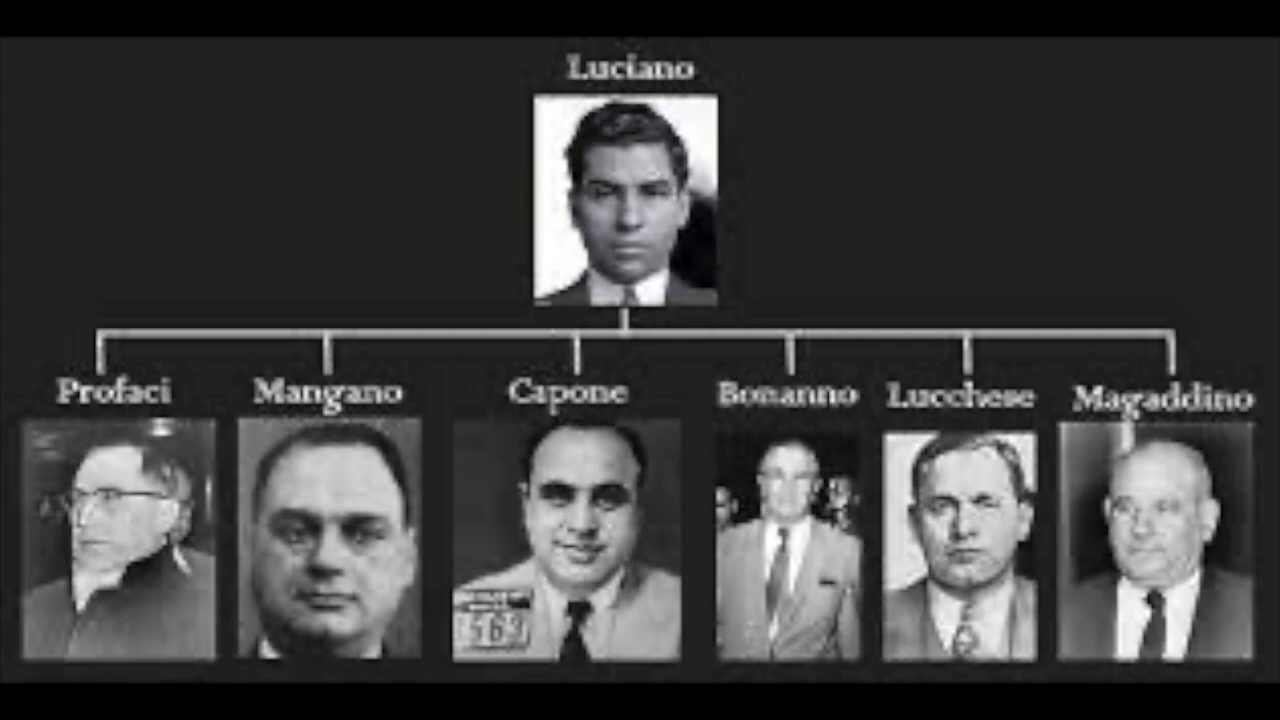 Luciano
Profaci
Mangano
Capone
Bonanno
Lucchese
Magaddino